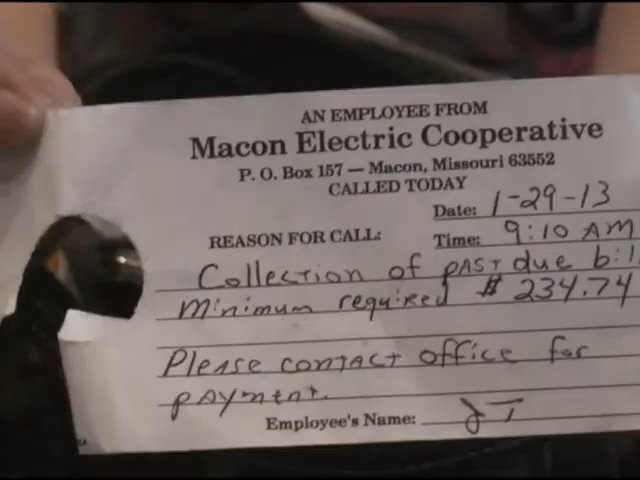 AN EMPLOYEE FROM
Macon Electric Cooperative
P. O. Box 157 — Macon, Missouri 63552
CALLED TODAY
Date: 1-29-13
REASON FOR CALL: Time: 9:10 AM
Collection of PAST due bill
Minimum required $ 234.74
Please contact office for
payment.
Employee's Name: JT